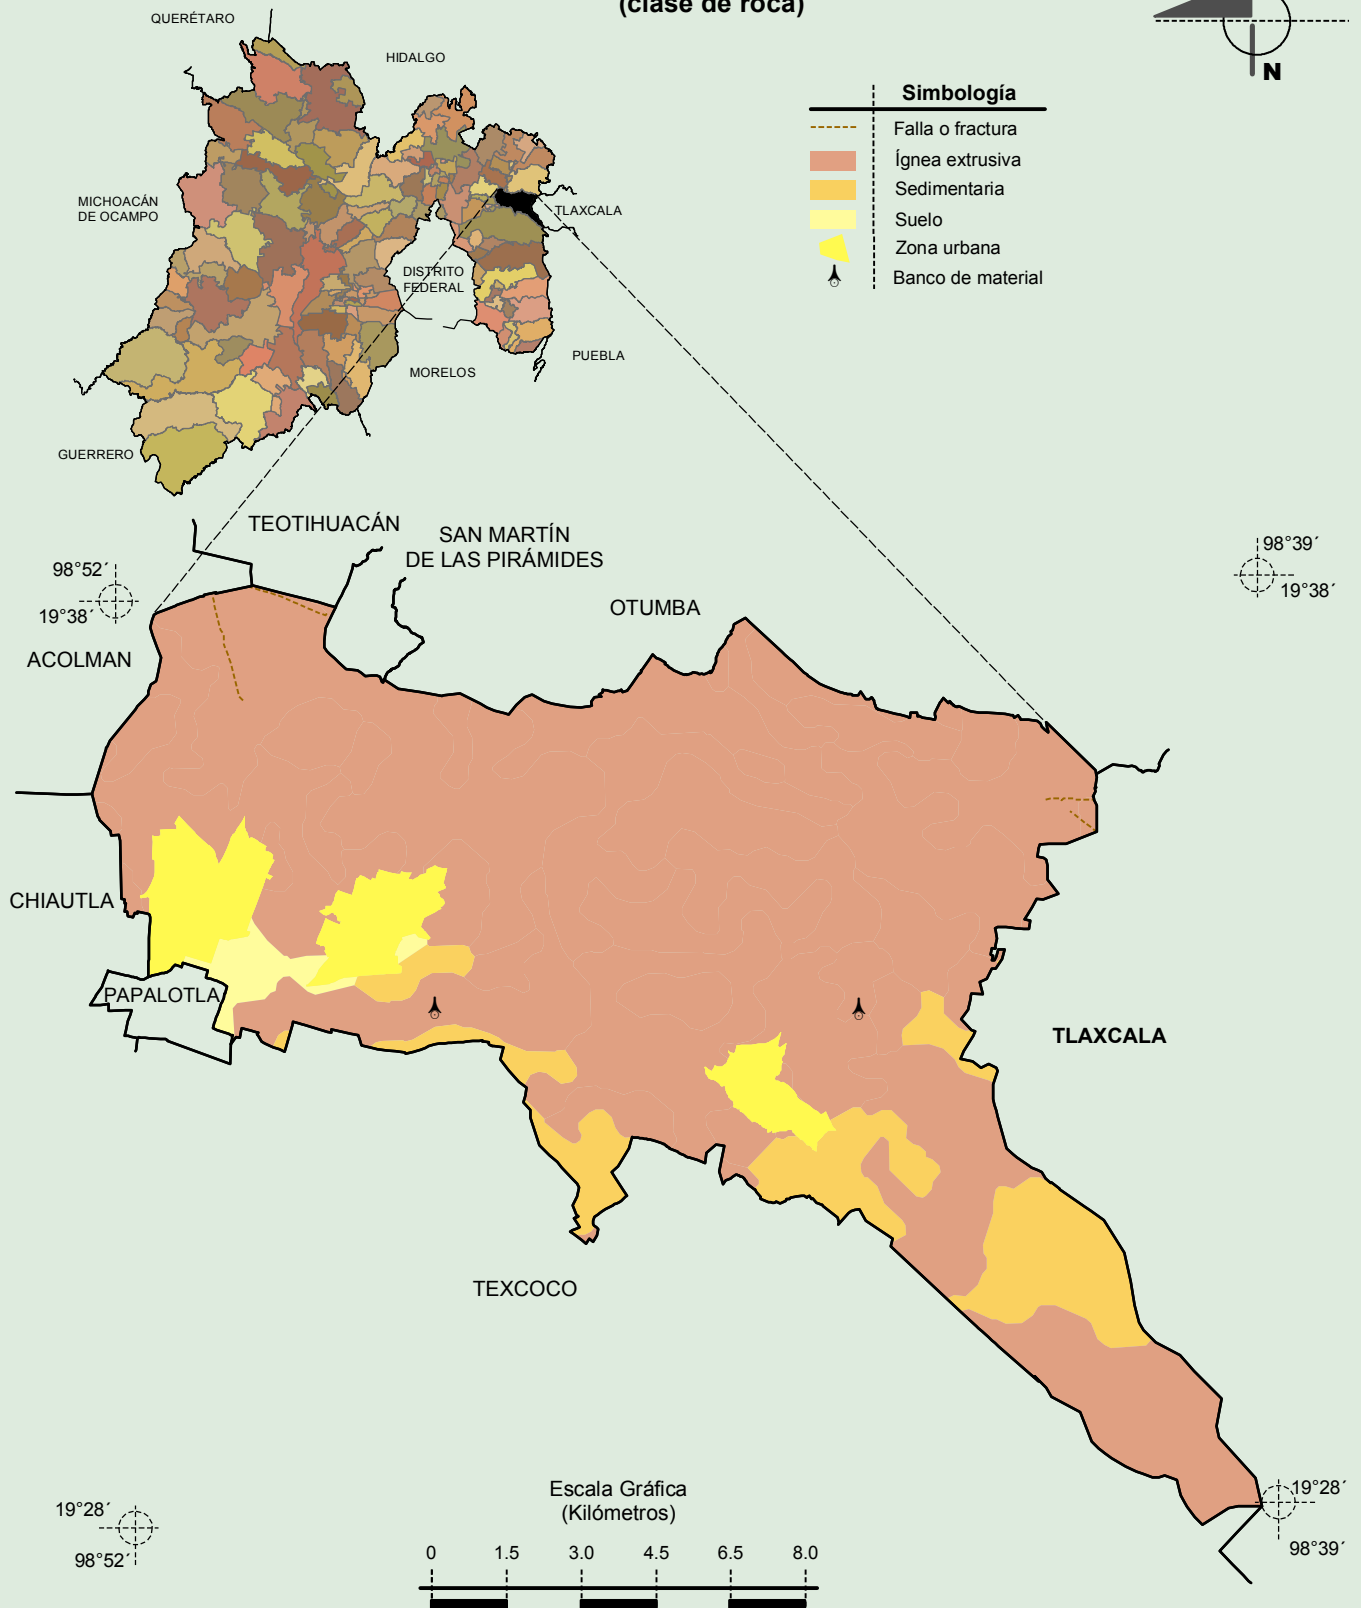 (clase de roca)
QUERÉTARO
HIDALGO
N
Simbología
Falla o fractura
Ígnea extrusiva
Sedimentaria
Suelo
Zona urbana
Banco de material
MICHOACÁN
DE OCAMPO
TLAXCALA
DISTRITO
FEDERAL
PUEBLA
MORELOS
GUERRERO
TEOTIHUACÁN
SAN MARTÍN
DE LAS PIRÁMIDES
98°52´
19°38´
98°39´
19°38´
OTUMBA
ACOLMAN
CHIAUTLA
PAPALOTLA
TLAXCALA
TEXCOCO
Escala Gráfica
(Kilómetros)
0 1.5 3.0 4.5 6.5 8.0
19°28´
98°52´
19°28´
98°39´